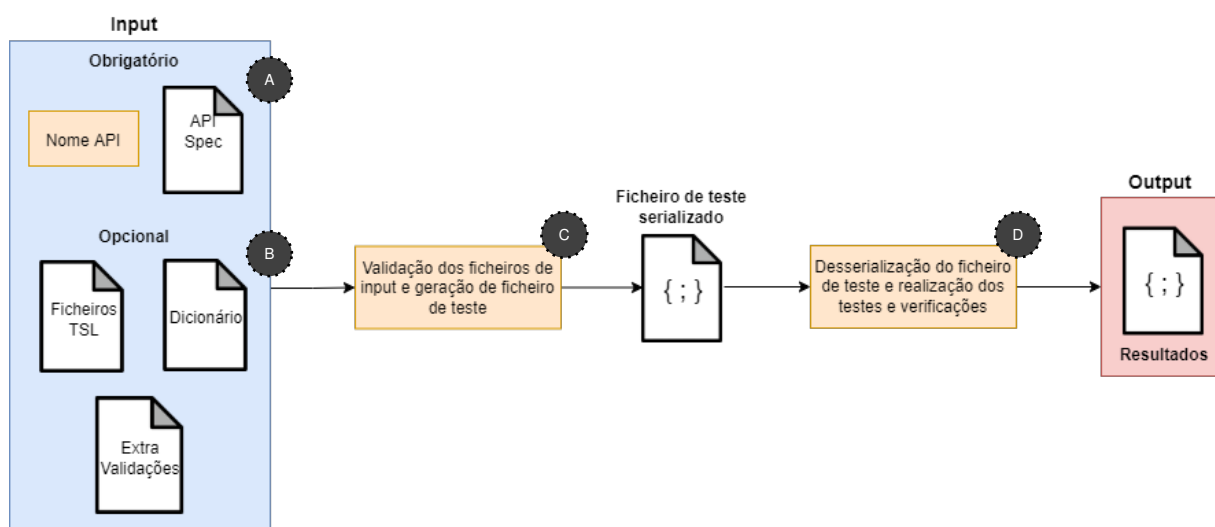 Input
Obrigatório
A
Nome API
API
Spec
Opcional
B
Ficheiros
TSL
Dicionário
Extra
Validações
Validação dos ficheiros de
input e geração de ficheiro
de teste
C
Ficheiro de teste
serializado
{ ; }
Desserialização do ficheiro
de teste e realização dos
testes e verificações
D
Output
{ ; }
Resultados